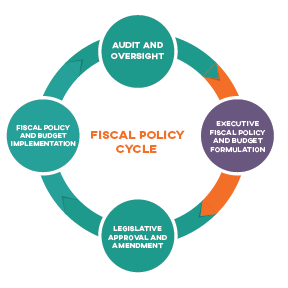 AUDIT AND
OVERSIGHT
EXECUTIVE
FISCAL POLICY
AND BUDGET
FORMULATION
LEGISLATIVE
APPROVAL AND
AMENDMENT
FISCAL POLICY
AND BUDGET
IMPLEMENTATION
FISCAL POLICY
CYCLE